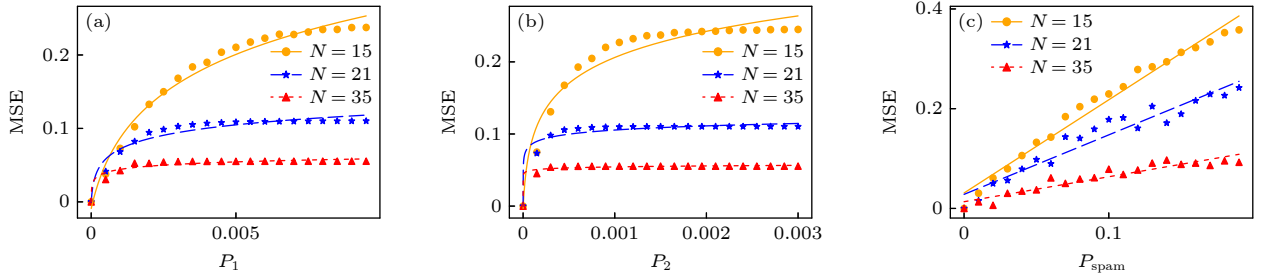 (a)
MSE
0.2
0.1
0
N = 15
N = 21
N = 35
0
0.005
P1
(b)
MSE
0.2
0.1
0
N = 15
N = 21
N = 35
0
0.001
0.002
0.003
P2
(c)
MSE
0.4
0.2
0
N = 15
N = 21
N = 35
0
0.1
Pspam